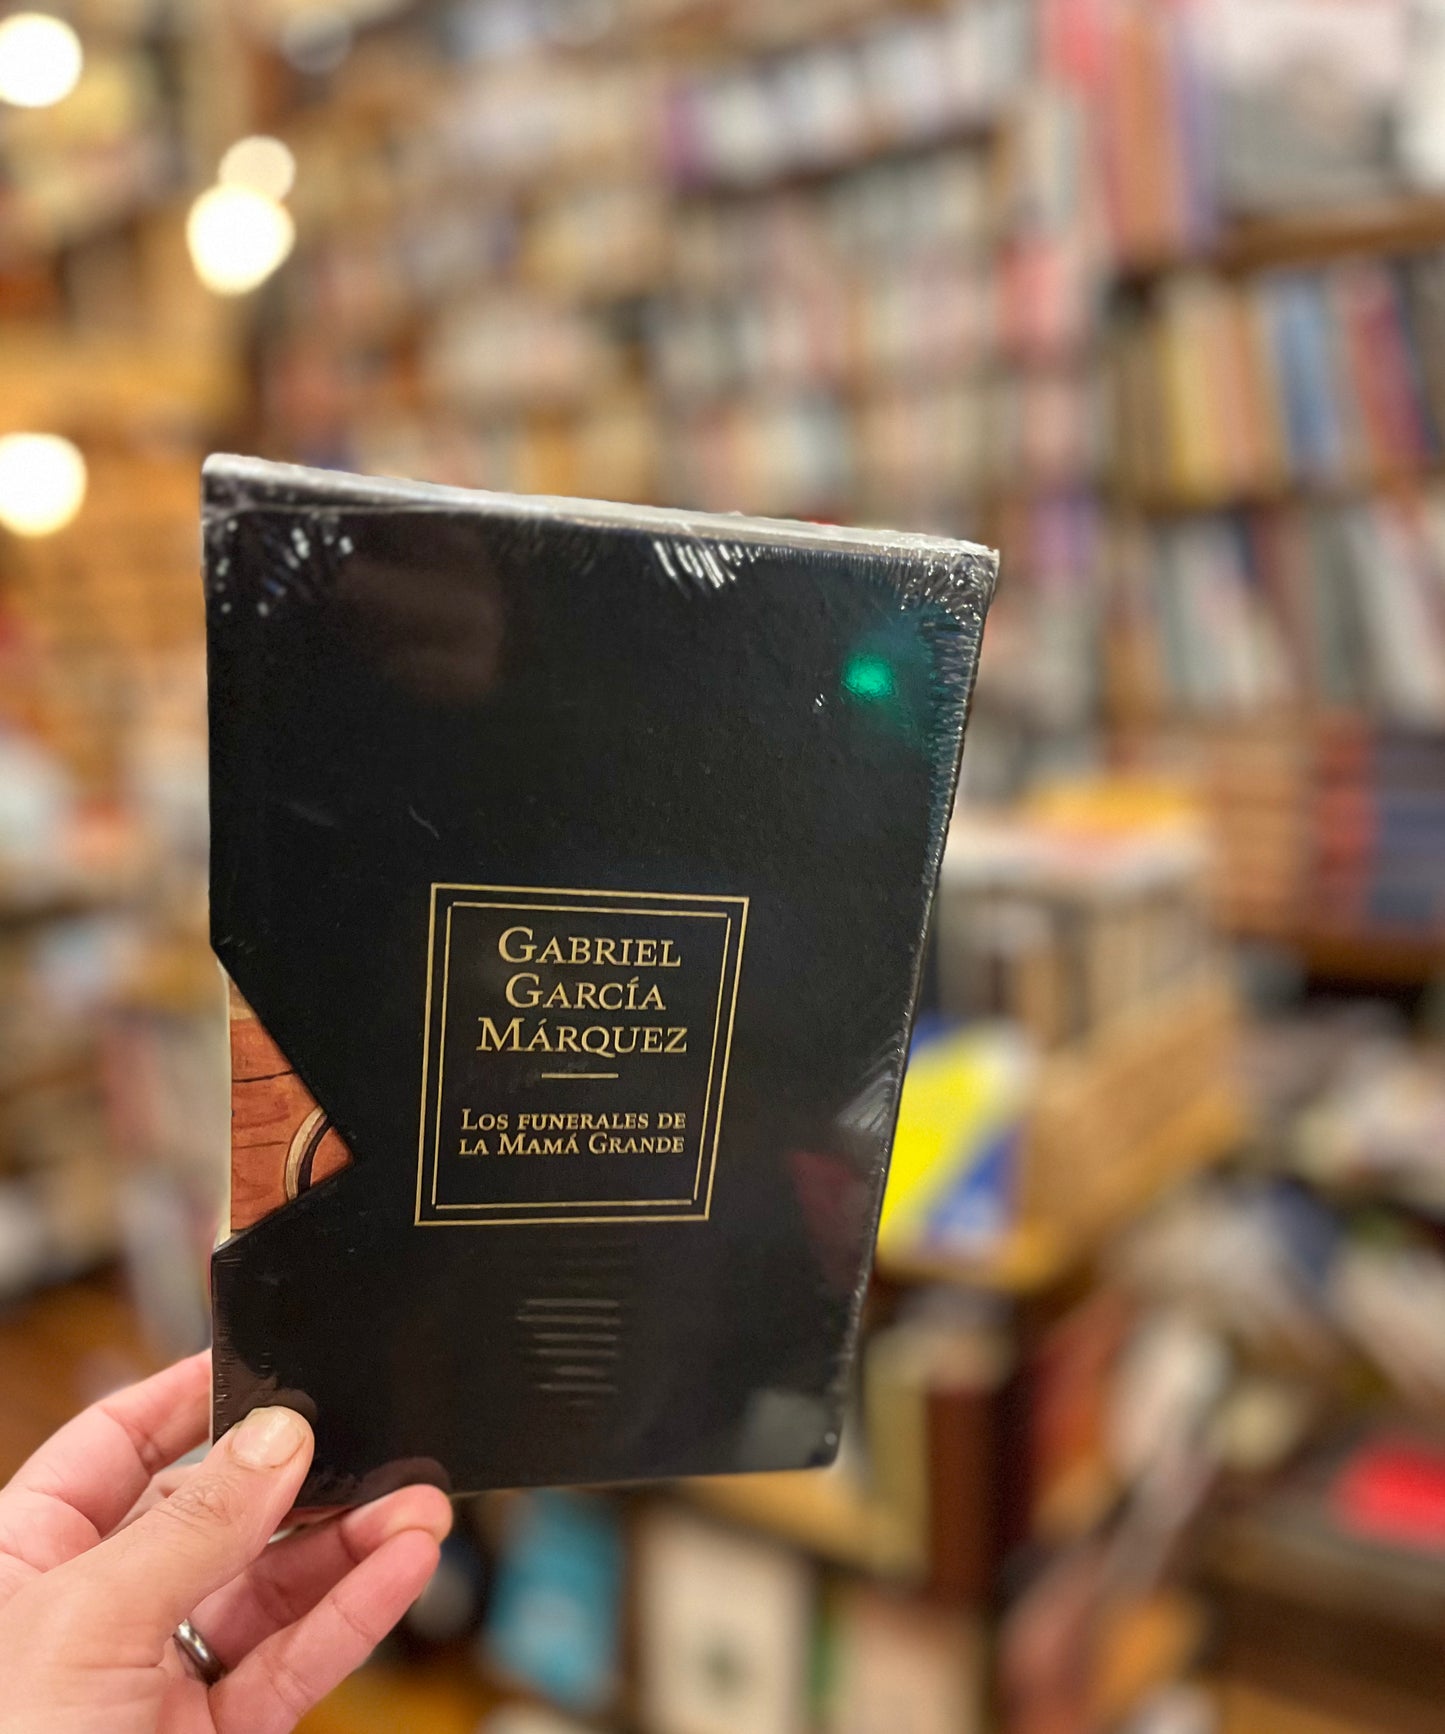 Gabriel
García
Márquez
Los funerales de
la Mamá Grande